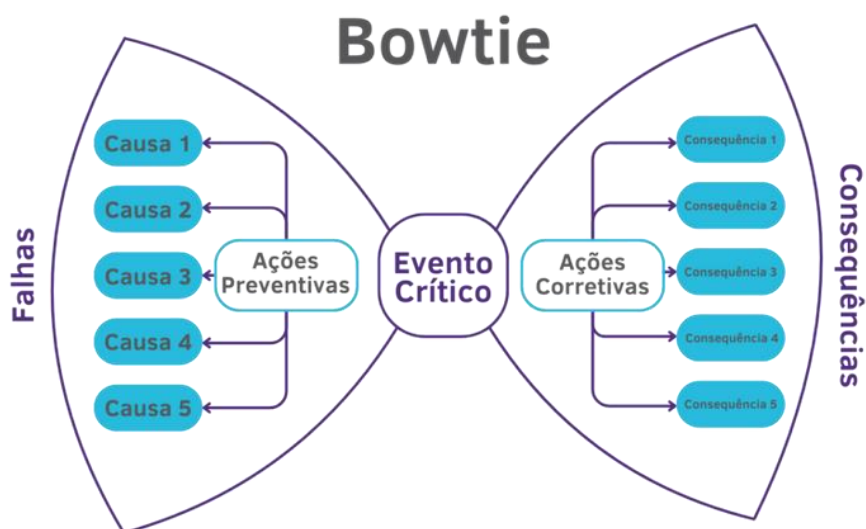 Bowtie
Falhas
Causa 1
Causa 2
Causa 3
Causa 4
Causa 5
Ações
Preventivas
Evento
Crítico
Ações
Corretivas
Consequência 1
Consequência 2
Consequência 3
Consequência 4
Consequência 5
Consequências